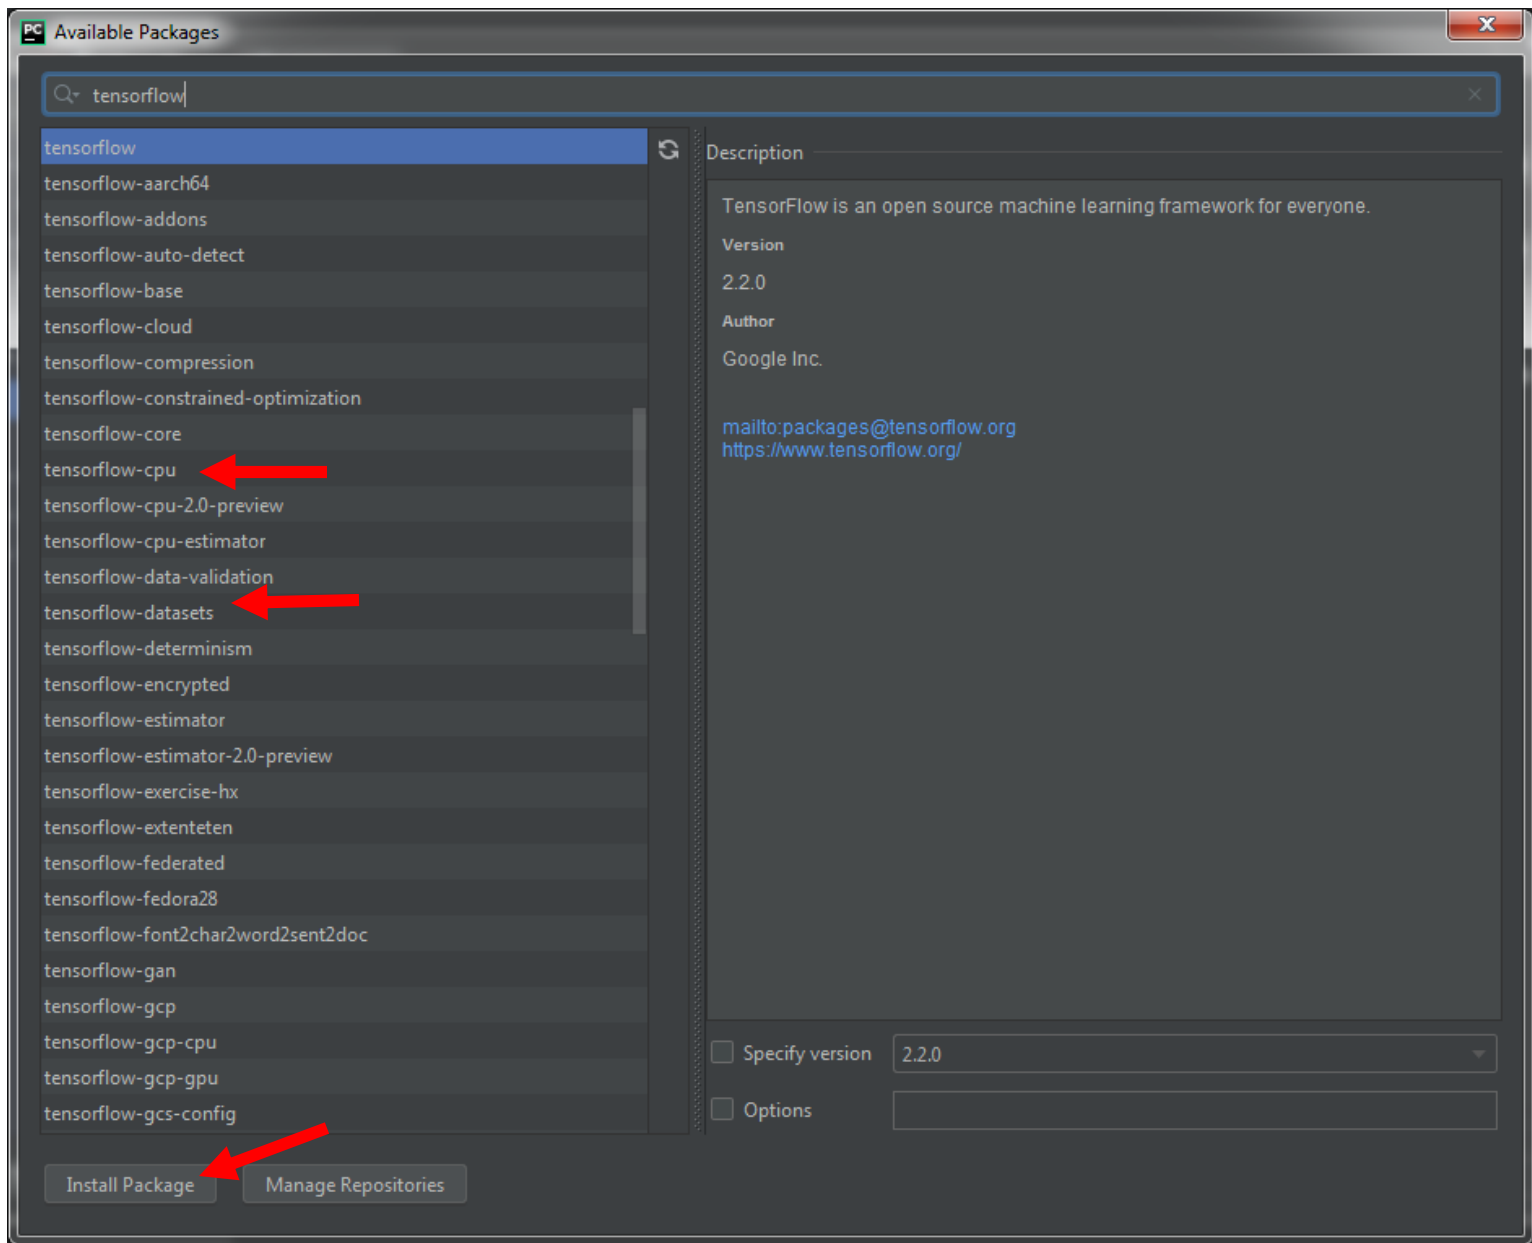 PC Available Packages
tensorflow
tensorflow
tensorflow-aarch64
tensorflow-addons
tensorflow-auto-detect
tensorflow-base
tensorflow-cloud
tensorflow-compression
tensorflow-constrained-optimization
tensorflow-core
tensorflow-cpu
tensorflow-cpu-2.0-preview
tensorflow-cpu-estimator
tensorflow-data-validation
tensorflow-datasets
tensorflow-determinism
tensorflow-encrypted
tensorflow-estimator
tensorflow-estimator-2.0-preview
tensorflow-exercise-hx
tensorflow-extenteten
tensorflow-federated
tensorflow-fedora28
tensorflow-font2char2word2sent2doc
tensorflow-gan
tensorflow-gcp
tensorflow-gcp-cpu
tensorflow-gcp-gpu
tensorflow-gcs-config
Description
TensorFlow is an open source machine learning framework for everyone.
Version
2.2.0
Author
Google Inc.
mailto:packages@tensorflow.org
https://www.tensorflow.org/
Specify version 2.2.0
Options
Install Package Manage Repositories